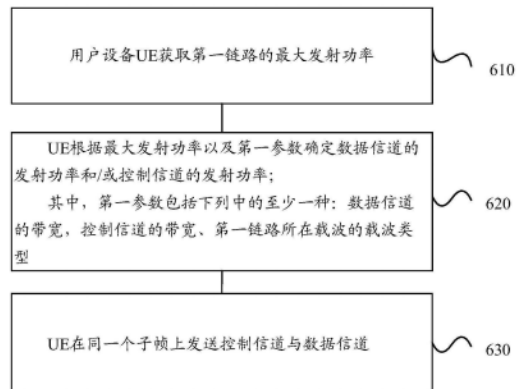 用户设备UE获取第一链路的最大发射功率
610
UE根据最大发射功率以及第一参数确定数据信道的
发射功率和/或控制信道的发射功率;
其中，第一参数包括下列中的至少一种：数据信道
的带宽，控制信道的带宽、第一链路所在载波的载波类
型
620
UE在同一个子帧上发送控制信道与数据信道
630